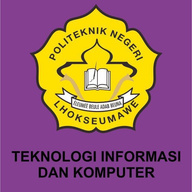 POLITEKNIK NEGERI
LHOKSEUMAWE
TEKNOLOGI INFORMASI
DAN KOMPUTER